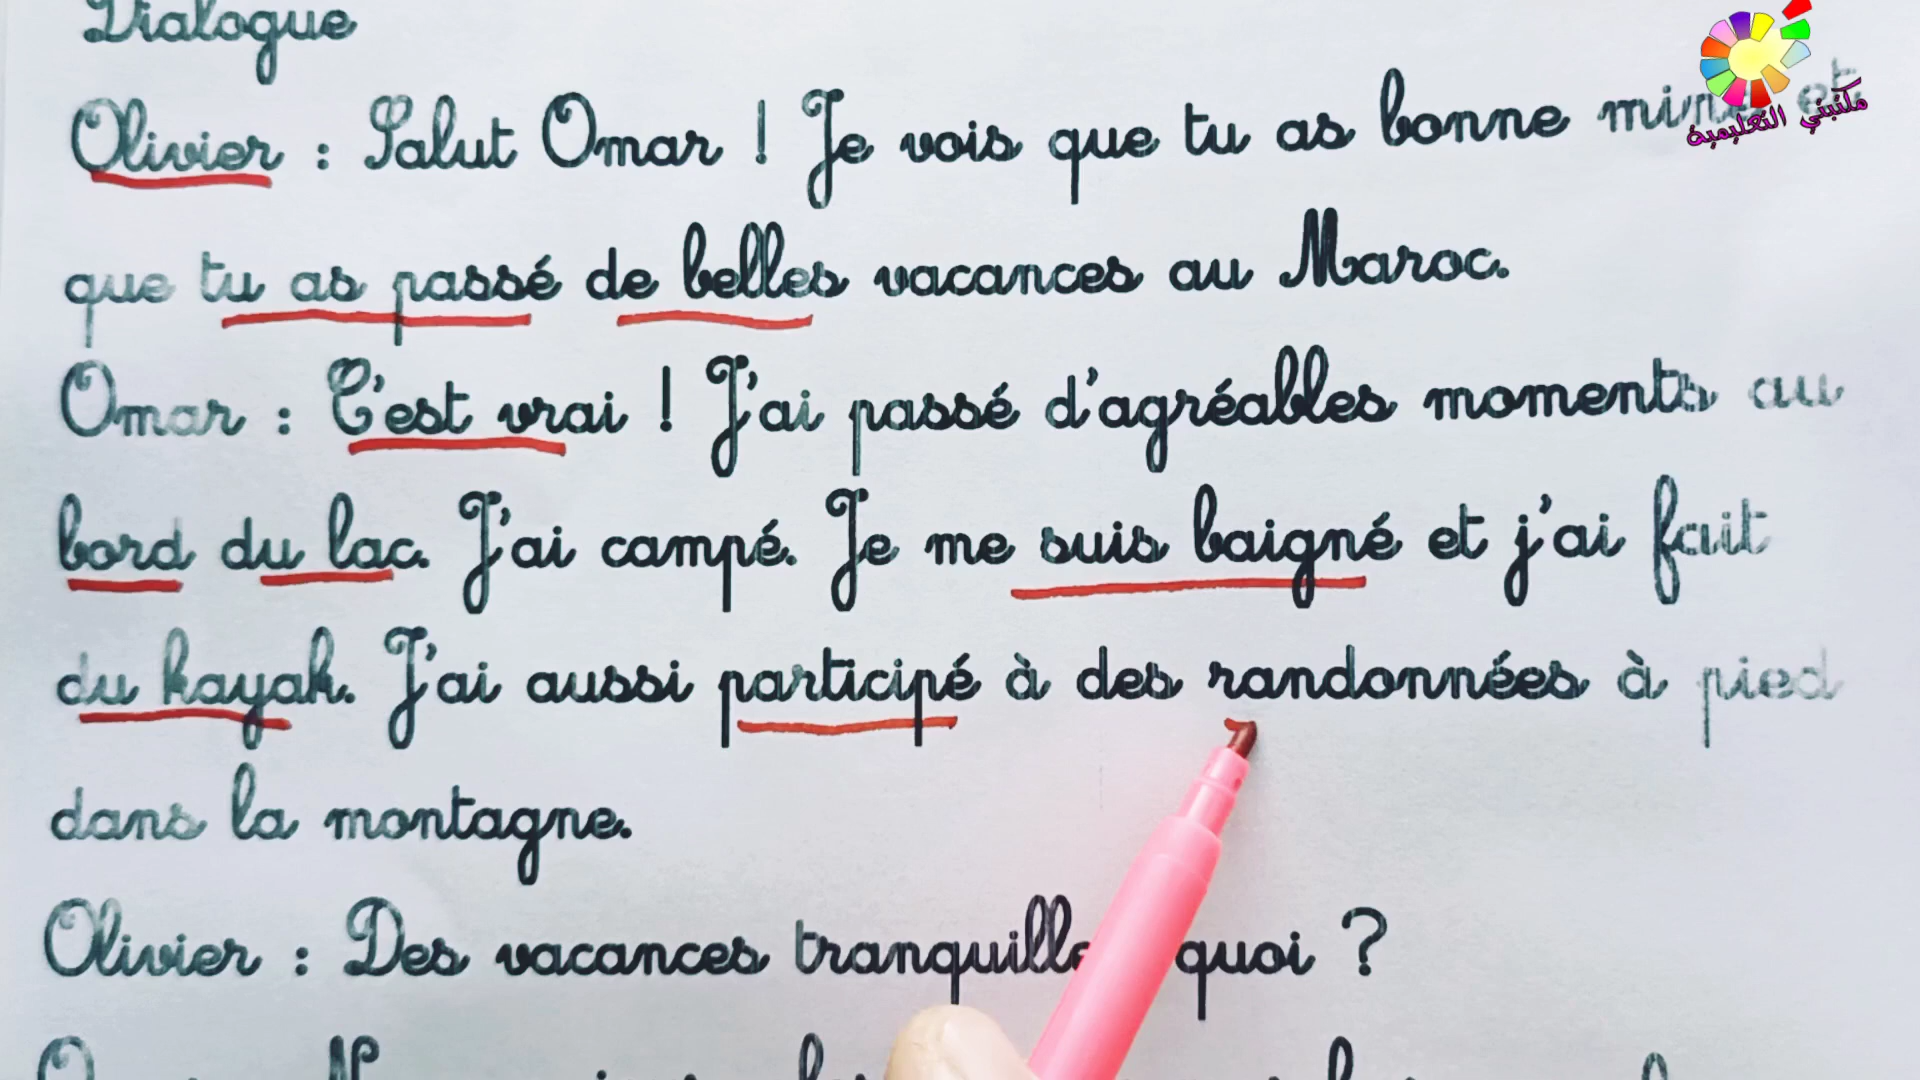 Dialogue
Olivier : Salut Omar ! Je vois que tu as bonne mine et
que tu as passé de belles vacances au Maroc.
Omar : C'est vrai ! J'ai passé d'agréables moments au
bord du lac. J'ai campé. Je me suis baigné et j'ai fait
du kayak. J'ai aussi participé à des randonnées à pied
dans la montagne.
Olivier : Des vacances quoi ?
مكتبتي التعليمية